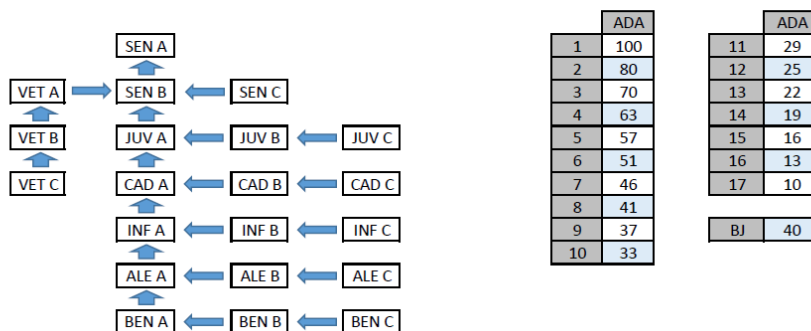 SEN A
VET A SEN B SEN C
VET B JUV A JUV B JUV C
VET C CAD A CAD B CAD C
INF A INF B INF C
ALE A ALE B ALE C
BEN A BEN B BEN C
ADA
1 100
2 80
3 70
4 63
5 57
6 51
7 46
8 41
9 37
10 33
ADA
11 29
12 25
13 22
14 19
15 16
16 13
17 10
BJ 40